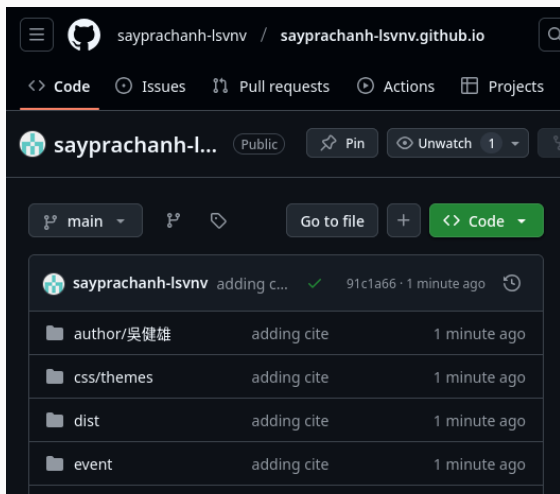 sayprachanh-lsvnv / sayprachanh-lsvnv.github.io
<> Code Issues Pull requests Actions Projects
sayprachanh-l... Public Pin Unwatch 1
main Go to file + <> Code
sayprachanh-lsvnv adding c... 91c1a66 · 1 minute ago
author/吳健雄 adding cite 1 minute ago
css/themes adding cite 1 minute ago
dist adding cite 1 minute ago
event adding cite 1 minute ago